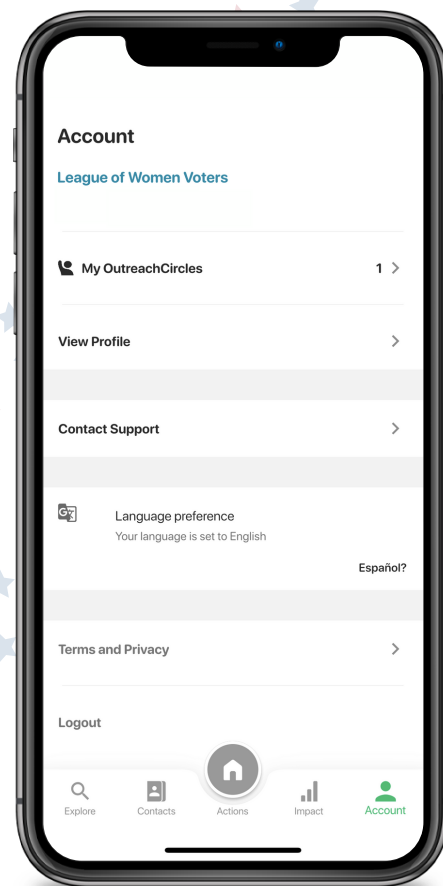 Account
League of Women Voters
My OutreachCircles 1
View Profile
Contact Support
G
Language preference
Your language is set to English
Español?
Terms and Privacy
Logout
Explore Contacts Actions Impact Account